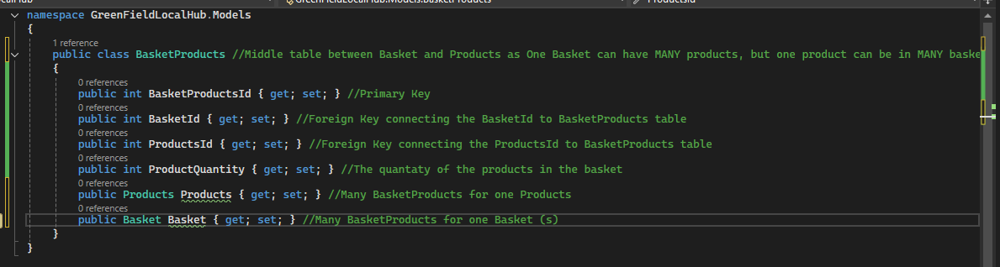 GreenFieldLocalHub.Models.BasketProducts
ProductsId
namespace GreenFieldLocalHub.Models
{
1 reference
public class BasketProducts //Middle table between Basket and Products as One Basket can have MANY products, but one product can be in MANY baske
{
0 references
public int BasketProductsId { get; set; } //Primary Key
0 references
public int BasketId { get; set; } //Foreign Key connecting the BasketId to BasketProducts table
0 references
public int ProductsId { get; set; } //Foreign Key connecting the ProductsId to BasketProducts table
0 references
public int ProductQuantity { get; set; } //The quantaty of the products in the basket
0 references
public Products Products { get; set; } //Many BasketProducts for one Products
0 references
public Basket Basket { get; set; } //Many BasketProducts for one Basket (s)
}
}